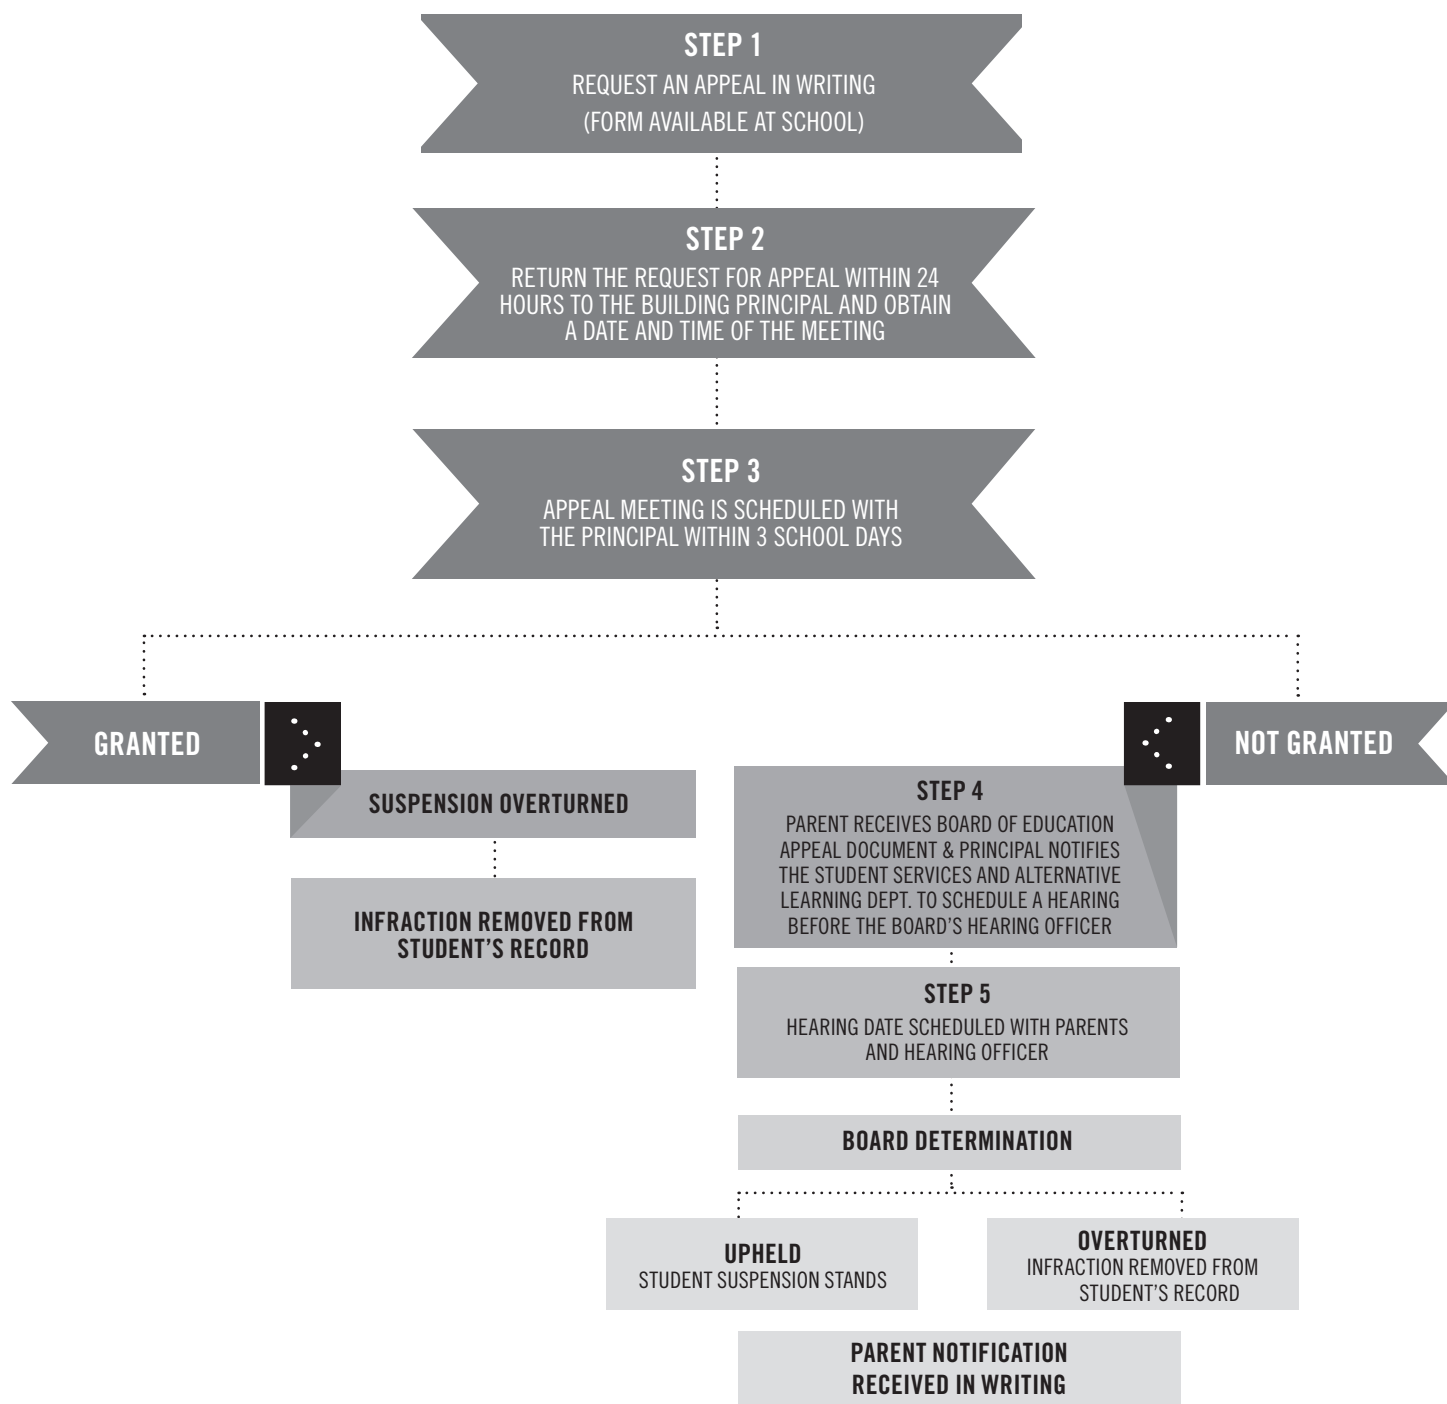 STEP 1
REQUEST AN APPEAL IN WRITING
(FORM AVAILABLE AT SCHOOL)
STEP 2
RETURN THE REQUEST FOR APPEAL WITHIN 24
HOURS TO THE BUILDING PRINCIPAL AND OBTAIN
A DATE AND TIME OF THE MEETING
STEP 3
APPEAL MEETING IS SCHEDULED WITH
THE PRINCIPAL WITHIN 3 SCHOOL DAYS
GRANTED
SUSPENSION OVERTURNED
INFRACTION REMOVED FROM
STUDENT'S RECORD
NOT GRANTED
STEP 4
PARENT RECEIVES BOARD OF EDUCATION
APPEAL DOCUMENT & PRINCIPAL NOTIFIES
THE STUDENT SERVICES AND ALTERNATIVE
LEARNING DEPT. TO SCHEDULE A HEARING
BEFORE THE BOARD'S HEARING OFFICER
STEP 5
HEARING DATE SCHEDULED WITH PARENTS
AND HEARING OFFICER
BOARD DETERMINATION
UPHELD
STUDENT SUSPENSION STANDS
OVERTURNED
INFRACTION REMOVED FROM
STUDENT'S RECORD
PARENT NOTIFICATION
RECEIVED IN WRITING